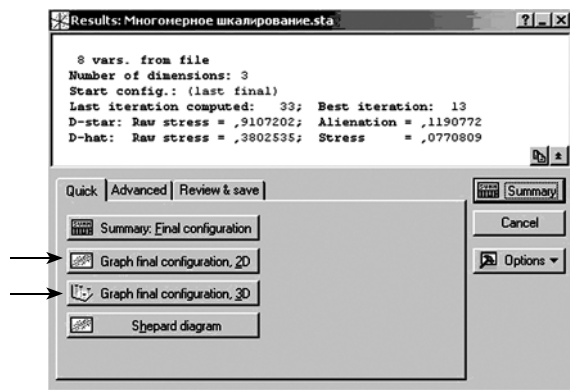 Results: Многомерное шкалирование.sta
8 vars. from file
Number of dimensions: 3
Start config.: (last final)
Last iteration computed: 33; Best iteration: 13
D-star: Raw stress = ,9107202; Alienation = ,1190772
D-hat: Raw stress = ,3802535; Stress = ,0770809
Quick Advanced Review & save
Summary
Summary: Final configuration
Cancel
Graph final configuration, 2D
Options
Graph final configuration, 3D
Shepard diagram